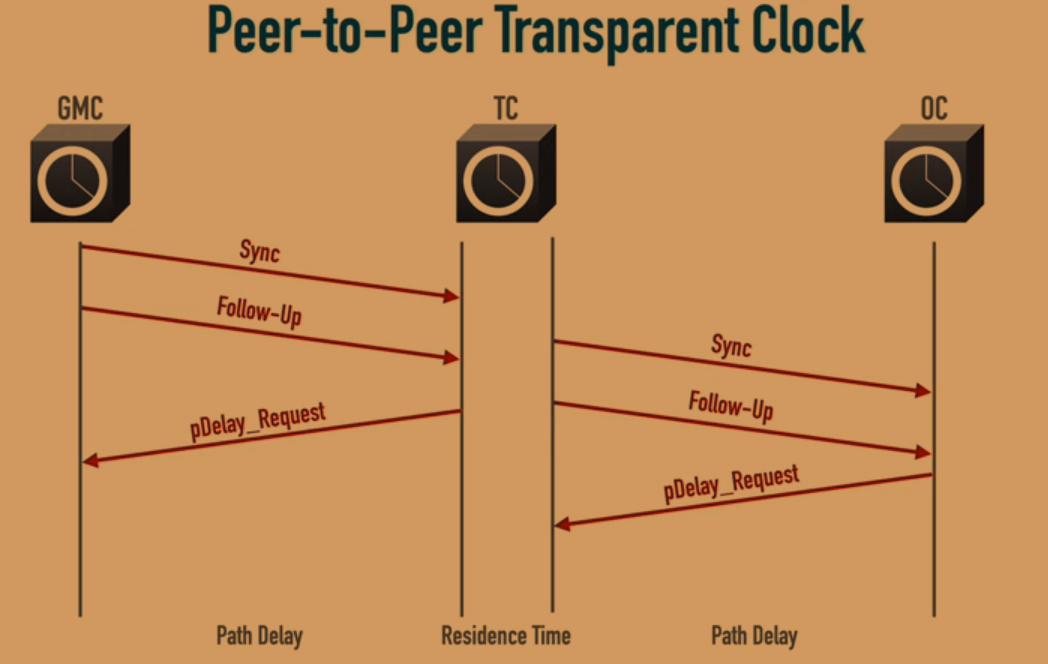 Peer-to-Peer Transparent Clock
GMC
TC
OC
Sync
Follow-Up
Sync
pDelay_Request
Follow-Up
pDelay_Request
Path Delay
Residence Time
Path Delay